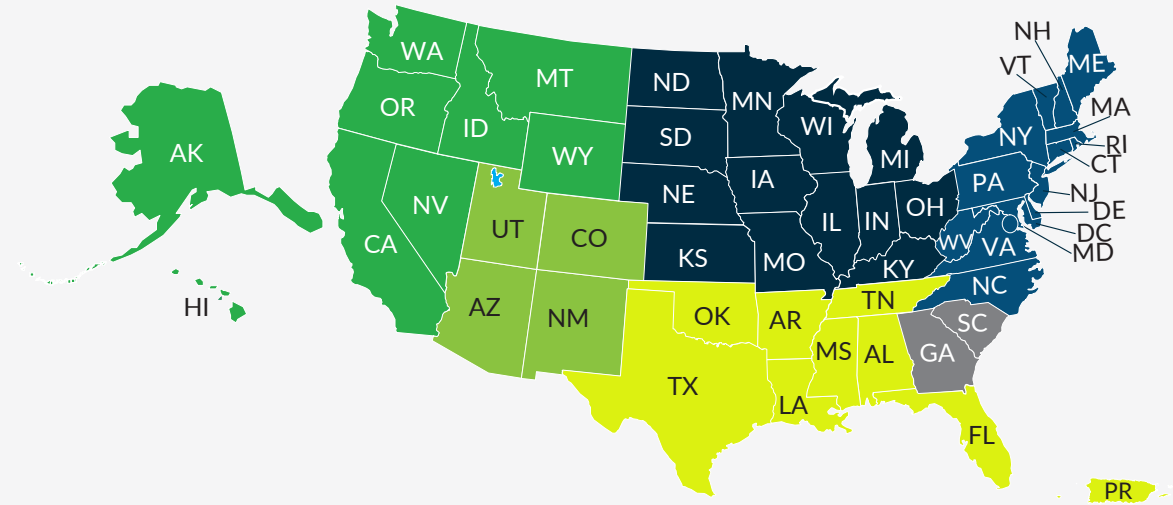 NH
WA
ME
VT
MT
ND
MN
OR
MA
ID
WI
SD
NY
RI
AK
WY
MI
CT
IA
PA
NE
NJ
NV
OH
DE
IL
IN
UT
CO
DC
CA
WV
VA
MD
KS
MO
KY
NC
HI
AZ
TN
NM
OK
AR
SC
MS
AL
GA
TX
LA
FL
PR